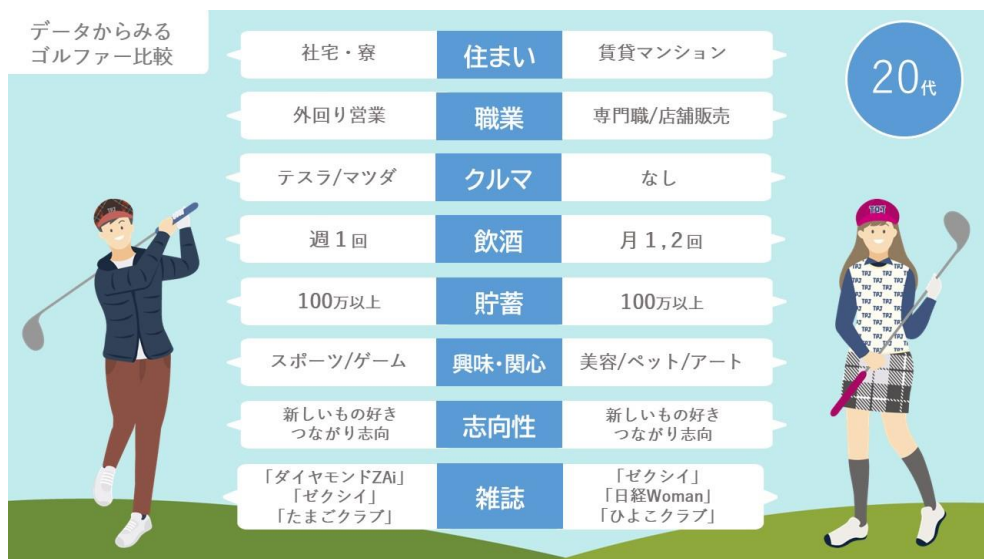 データからみる
ゴルファー比較
20代
社宅・寮 住まい 賃貸マンション
外回り営業 職業 専門職/店舗販売
テスラ/マツダ クルマ なし
週1回 飲酒 月1,2回
100万以上 貯蓄 100万以上
スポーツ/ゲーム 興味・関心 美容/ペット/アート
新しいもの好き
つながり志向
志向性
新しいもの好き
つながり志向
「ダイヤモンドZAi」
「ゼクシイ」
「たまごクラブ」
雑誌
「ゼクシイ」
「日経Woman」
「ひよこクラブ」